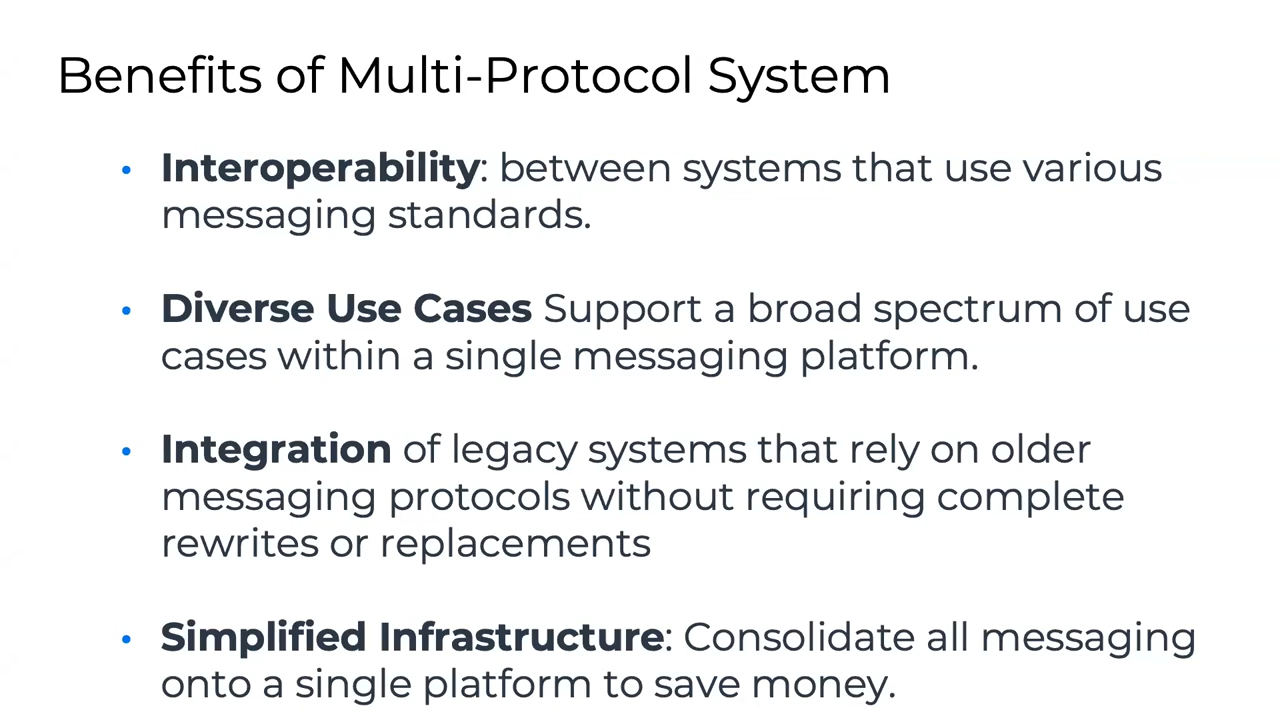 Benefits of Multi-Protocol System
• Interoperability: between systems that use various
messaging standards.
• Diverse Use Cases Support a broad spectrum of use
cases within a single messaging platform.
• Integration of legacy systems that rely on older
messaging protocols without requiring complete
rewrites or replacements
• Simplified Infrastructure: Consolidate all messaging
onto a single platform to save money.